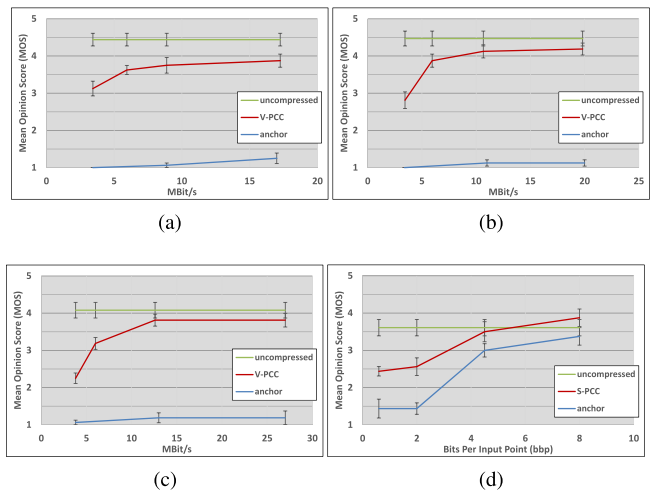 5
4
3
2
1
Mean Opinion Score (MOS)
uncompressed
V-PCC
anchor
0 5 10 15 20
MBit/s
(a)
5
4
3
2
1
Mean Opinion Score (MOS)
uncompressed
V-PCC
anchor
0 5 10 15 20 25
MBit/s
(b)
5
4
3
2
1
Mean Opinion Score (MOS)
uncompressed
V-PCC
anchor
0 5 10 15 20 25 30
MBit/s
(c)
5
4
3
2
1
Mean Opinion Score (MOS)
uncompressed
S-PCC
anchor
0 2 4 6 8 10
Bits Per Input Point (bbp)
(d)